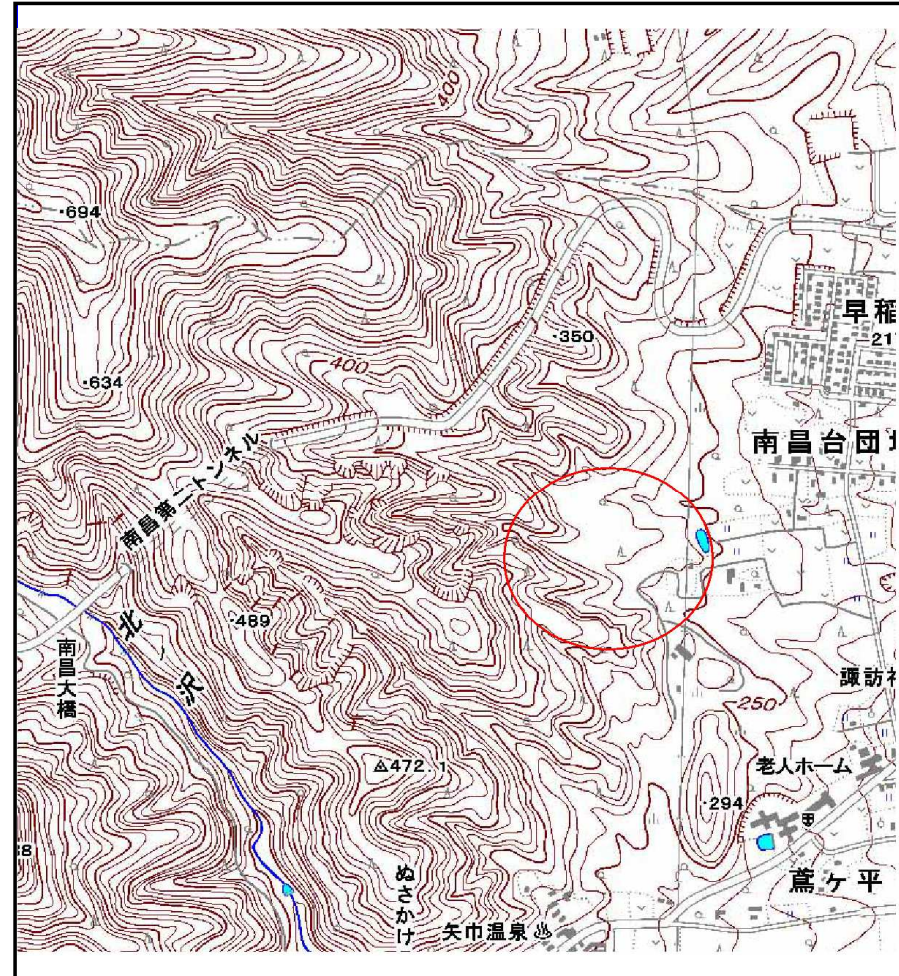 400
・694
・350
早稲
21
400
・634
南昌台団
南昌第二トンネル
北
・489
沢
南昌大橋
諏訪
250
老人ホーム
△472.1
・294
ぬさかけ
鳶ヶ平
矢巾温泉